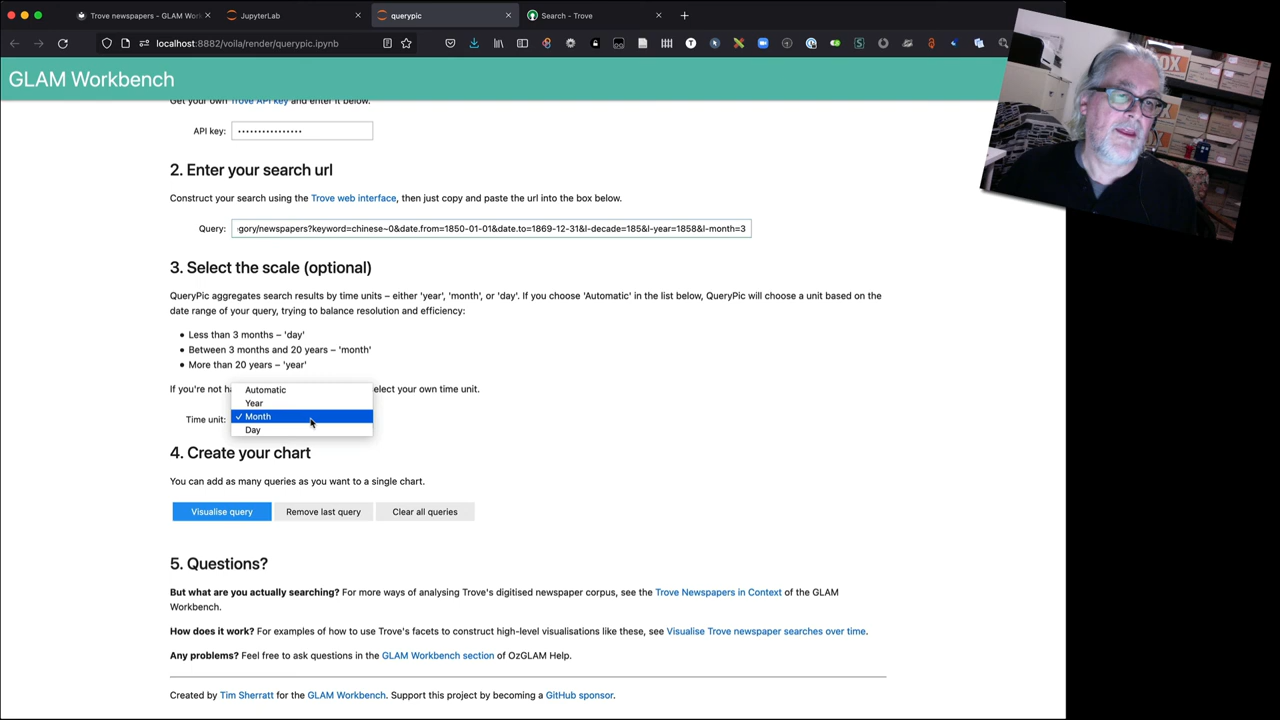 Trove newspapers - GLAM Wor
JupyterLab
querypic
Search - Trove
localhost:8882/voila/render/querypic.ipynb
GLAM Workbench
Get your own Trove API key and enter it below.
API key: ••••••••••••••••
2. Enter your search url
Construct your search using the Trove web interface, then just copy and paste the url into the box below.
Query: gory/newspapers?keyword=chinese~0&date.from=1850-01-01&date.to=1869-12-31&l-decade=185&l-year=1858&l-month=3
3. Select the scale (optional)
QueryPic aggregates search results by time units – either 'year', 'month', or 'day'. If you choose 'Automatic' in the list below, QueryPic will choose a unit based on the
date range of your query, trying to balance resolution and efficiency:
• Less than 3 months – 'day'
• Between 3 months and 20 years – 'month'
• More than 20 years – 'year'
If you're not elect your own time unit.
Automatic
Year
Time unit: ✓ Month
Day
4. Create your chart
You can add as many queries as you want to a single chart.
Visualise query Remove last query Clear all queries
5. Questions?
But what are you actually searching? For more ways of analysing Trove's digitised newspaper corpus, see the Trove Newspapers in Context of the GLAM
Workbench.
How does it work? For examples of how to use Trove's facets to construct high-level visualisations like these, see Visualise Trove newspaper searches over time.
Any problems? Feel free to ask questions in the GLAM Workbench section of OzGLAM Help.
Created by Tim Sherratt for the GLAM Workbench. Support this project by becoming a GitHub sponsor.